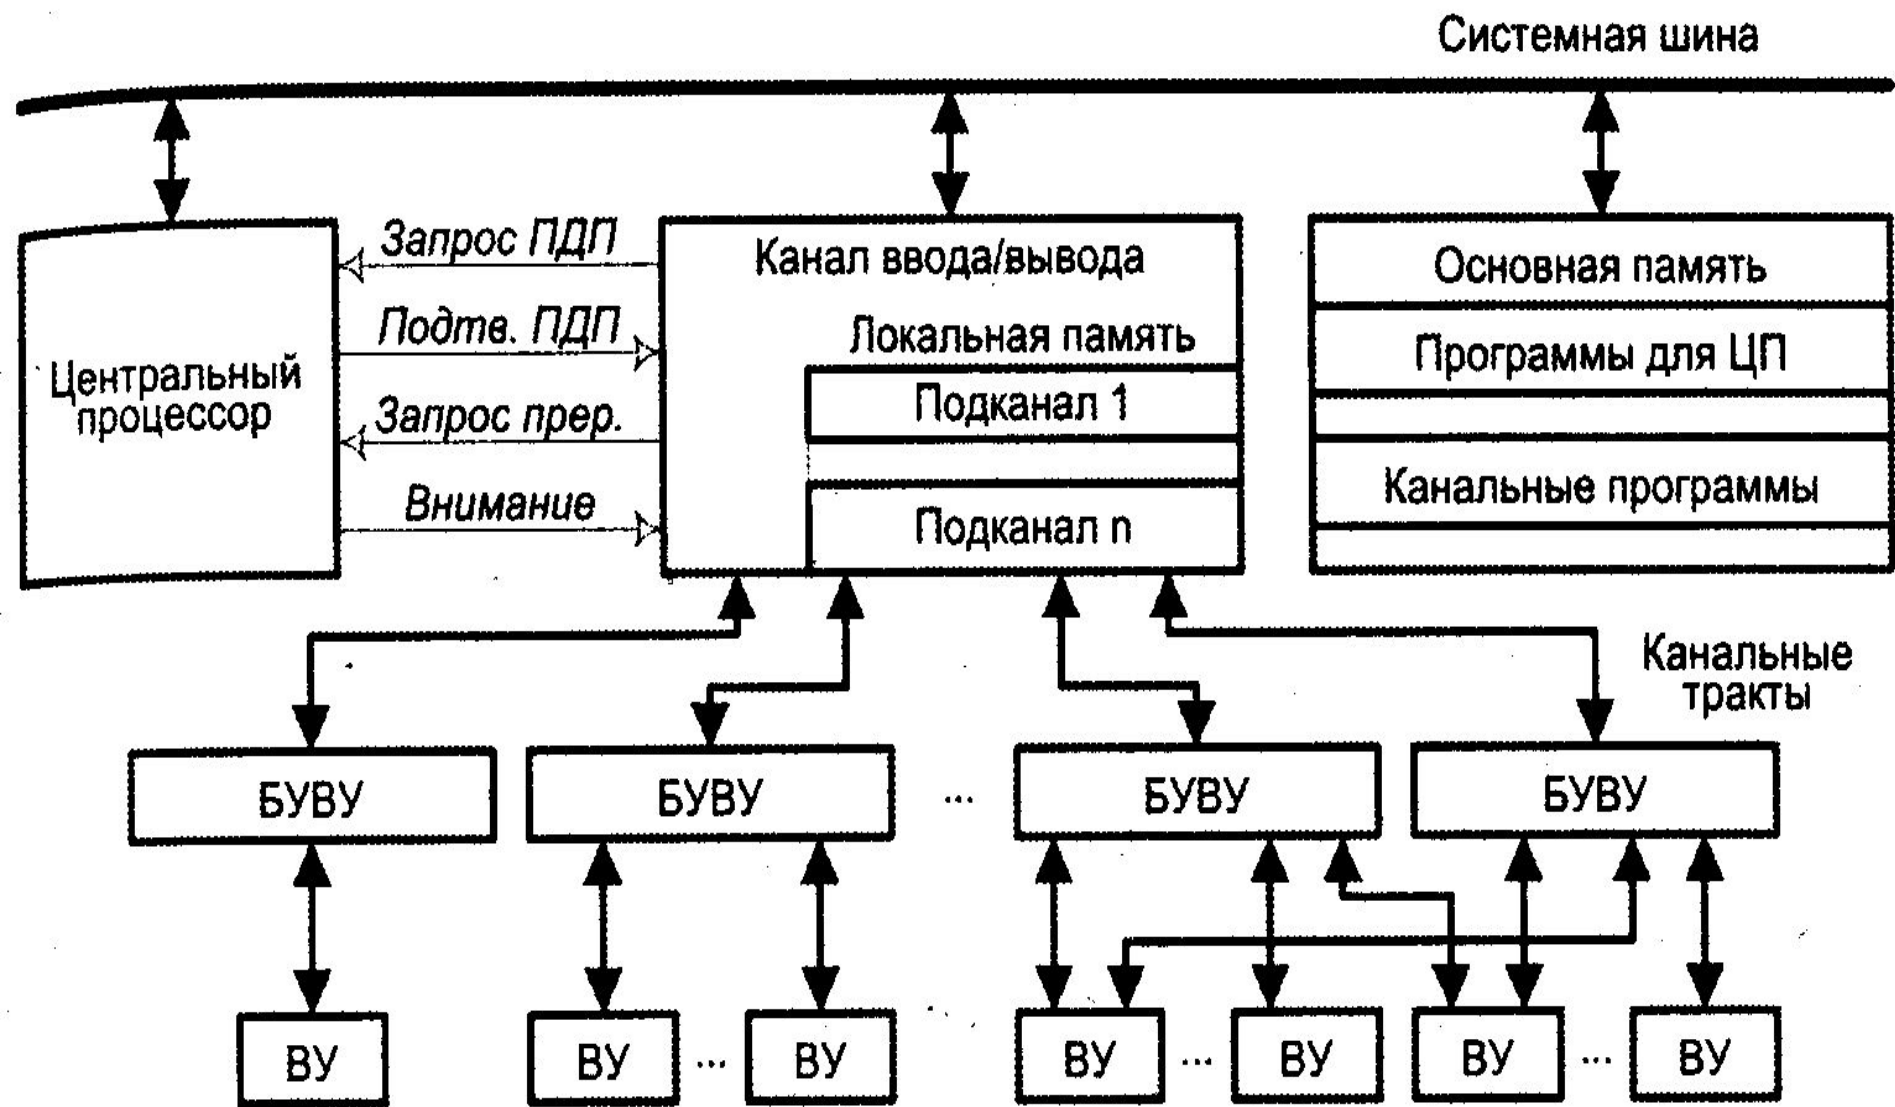 Системная шина
Запрос ПДП
Подтв. ПДП
Запрос прер.
Внимание
Центральный
процессор
Канал ввода/вывода
Локальная память
Подканал 1
Подканал n
Основная память
Программы для ЦП
Канальные программы
Канальные
тракты
БУВУ
БУВУ
...
БУВУ
БУВУ
ВУ
ВУ
...
ВУ
ВУ
...
ВУ
ВУ
...
ВУ